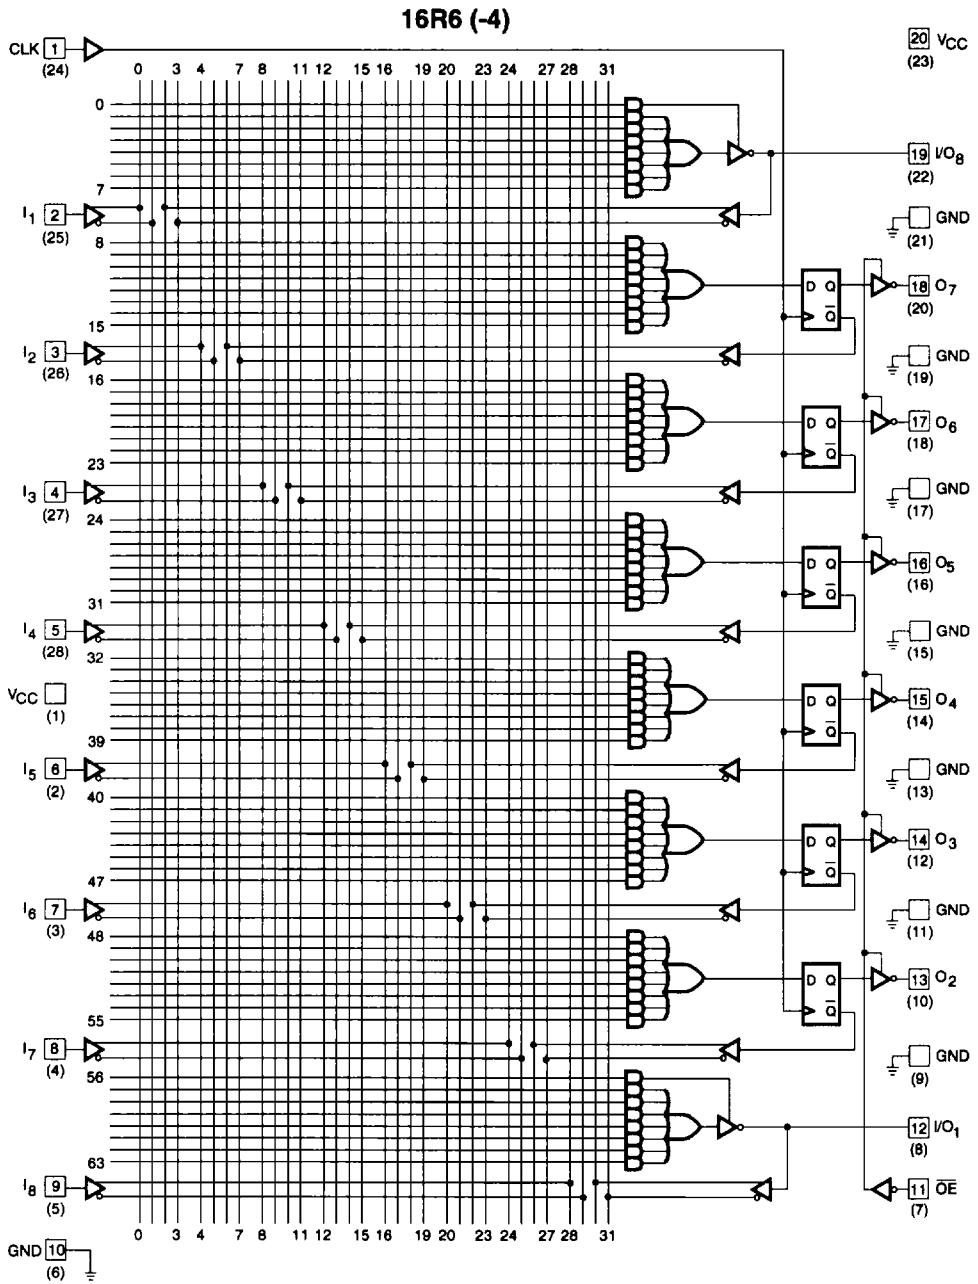 16R6 (-4)
CLK 1 (24)
20 VCC (23)
0 3 4 7 8 11 12 15 16 19 20 23 24 27 28 31
0
19 I/O8 (22)
7
I1 2 (25)
GND (21)
8
D Q Q̅
18 O7 (20)
15
I2 3 (26)
GND (19)
16
D Q Q̅
17 O6 (18)
23
I3 4 (27)
GND (17)
24
D Q Q̅
16 O5 (16)
31
I4 5 (28)
GND (15)
32
VCC (1)
D Q Q̅
15 O4 (14)
39
I5 6 (2)
GND (13)
40
D Q Q̅
14 O3 (12)
47
I6 7 (3)
GND (11)
48
D Q Q̅
13 O2 (10)
55
I7 8 (4)
GND (9)
56
12 I/O1 (8)
63
I8 9 (5)
11 O̅E̅ (7)
0 3 4 7 8 11 12 15 16 19 20 23 24 27 28 31
GND 10 (6)